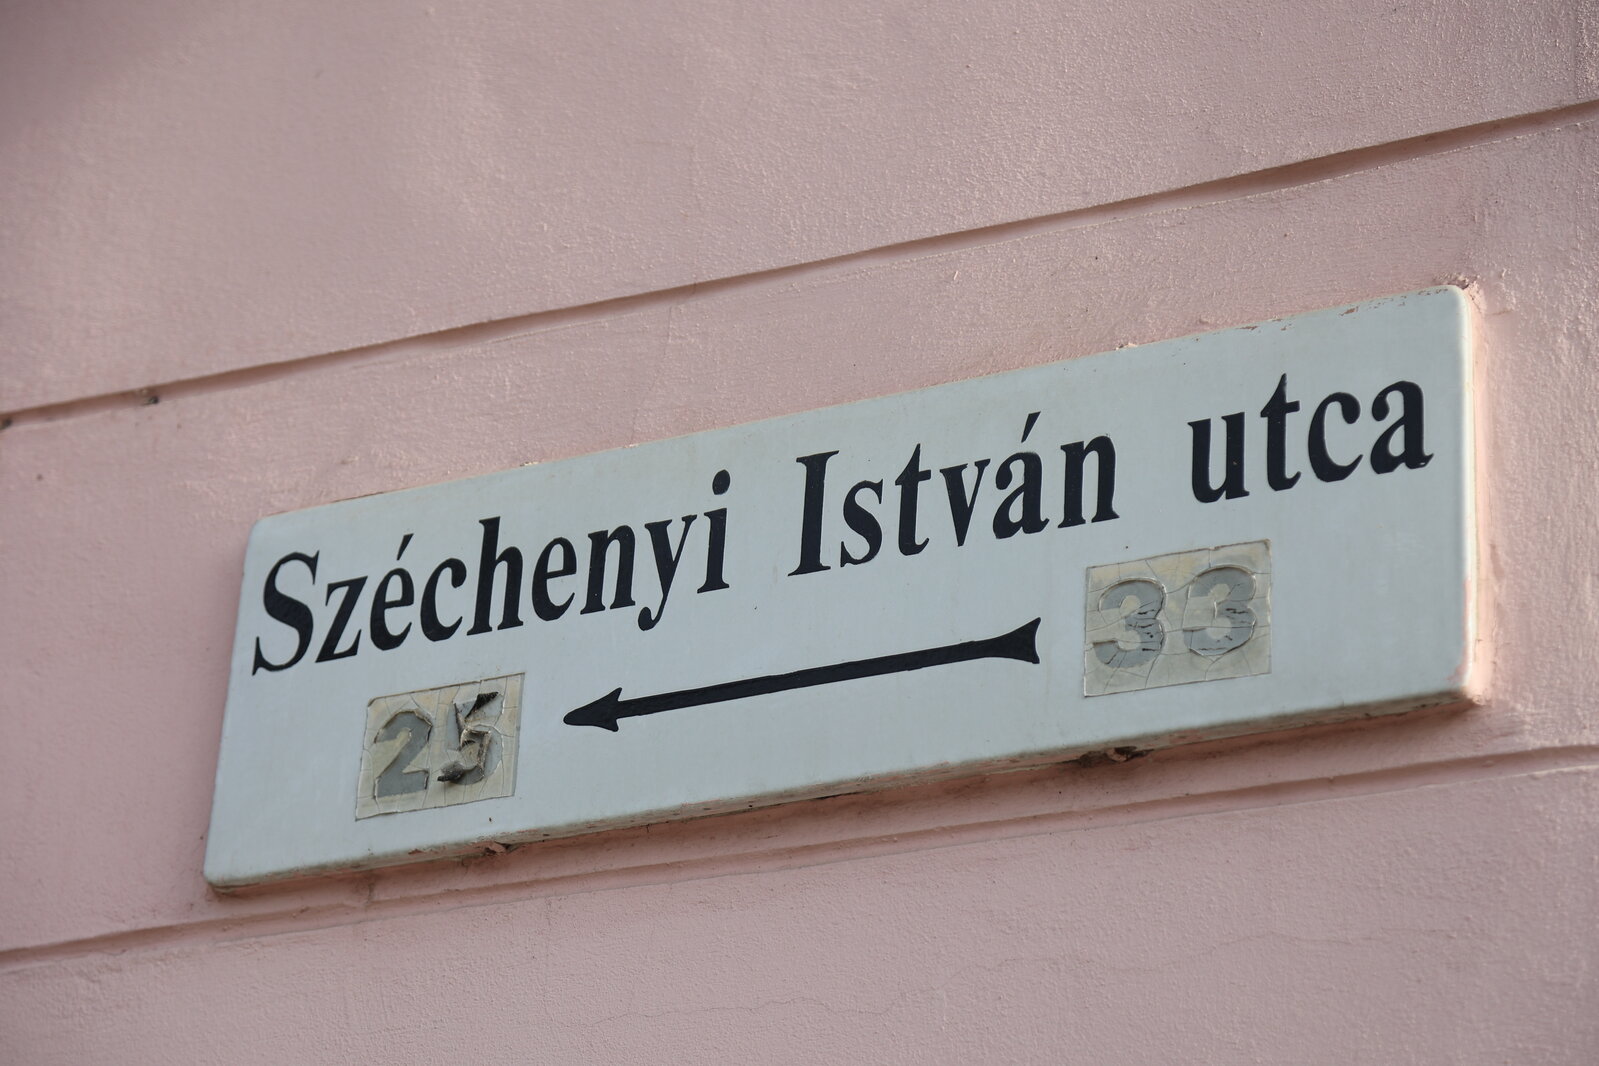 Széchenyi István utca
25 33